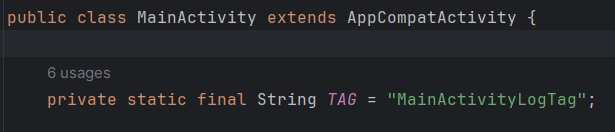 public class MainActivity extends AppCompatActivity {
6 usages
private static final String TAG = "MainActivityLogTag";